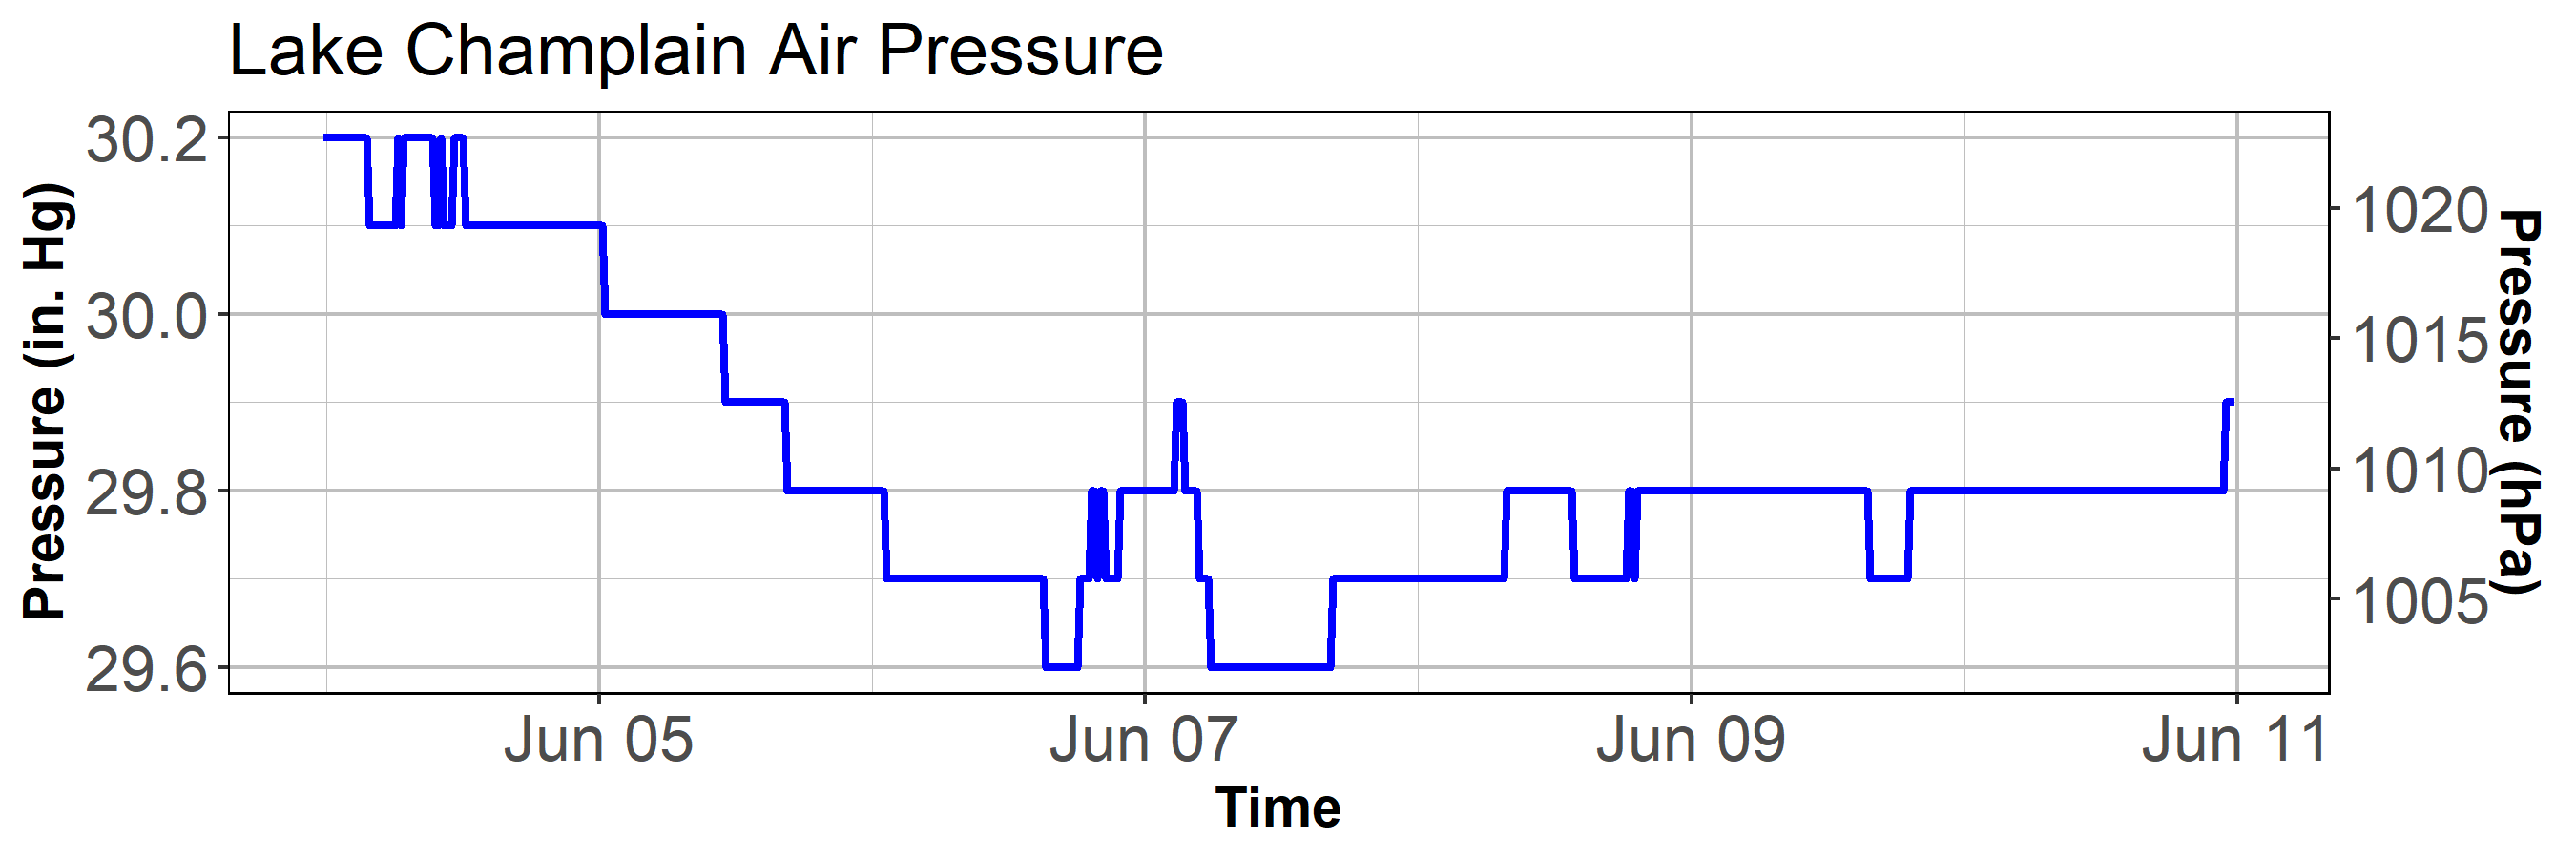 Lake Champlain Air Pressure
Pressure (in. Hg)
30.2
30.0
29.8
29.6
1020
1015
1010
1005
Pressure (hPa)
Jun 05
Jun 07
Jun 09
Jun 11
Time